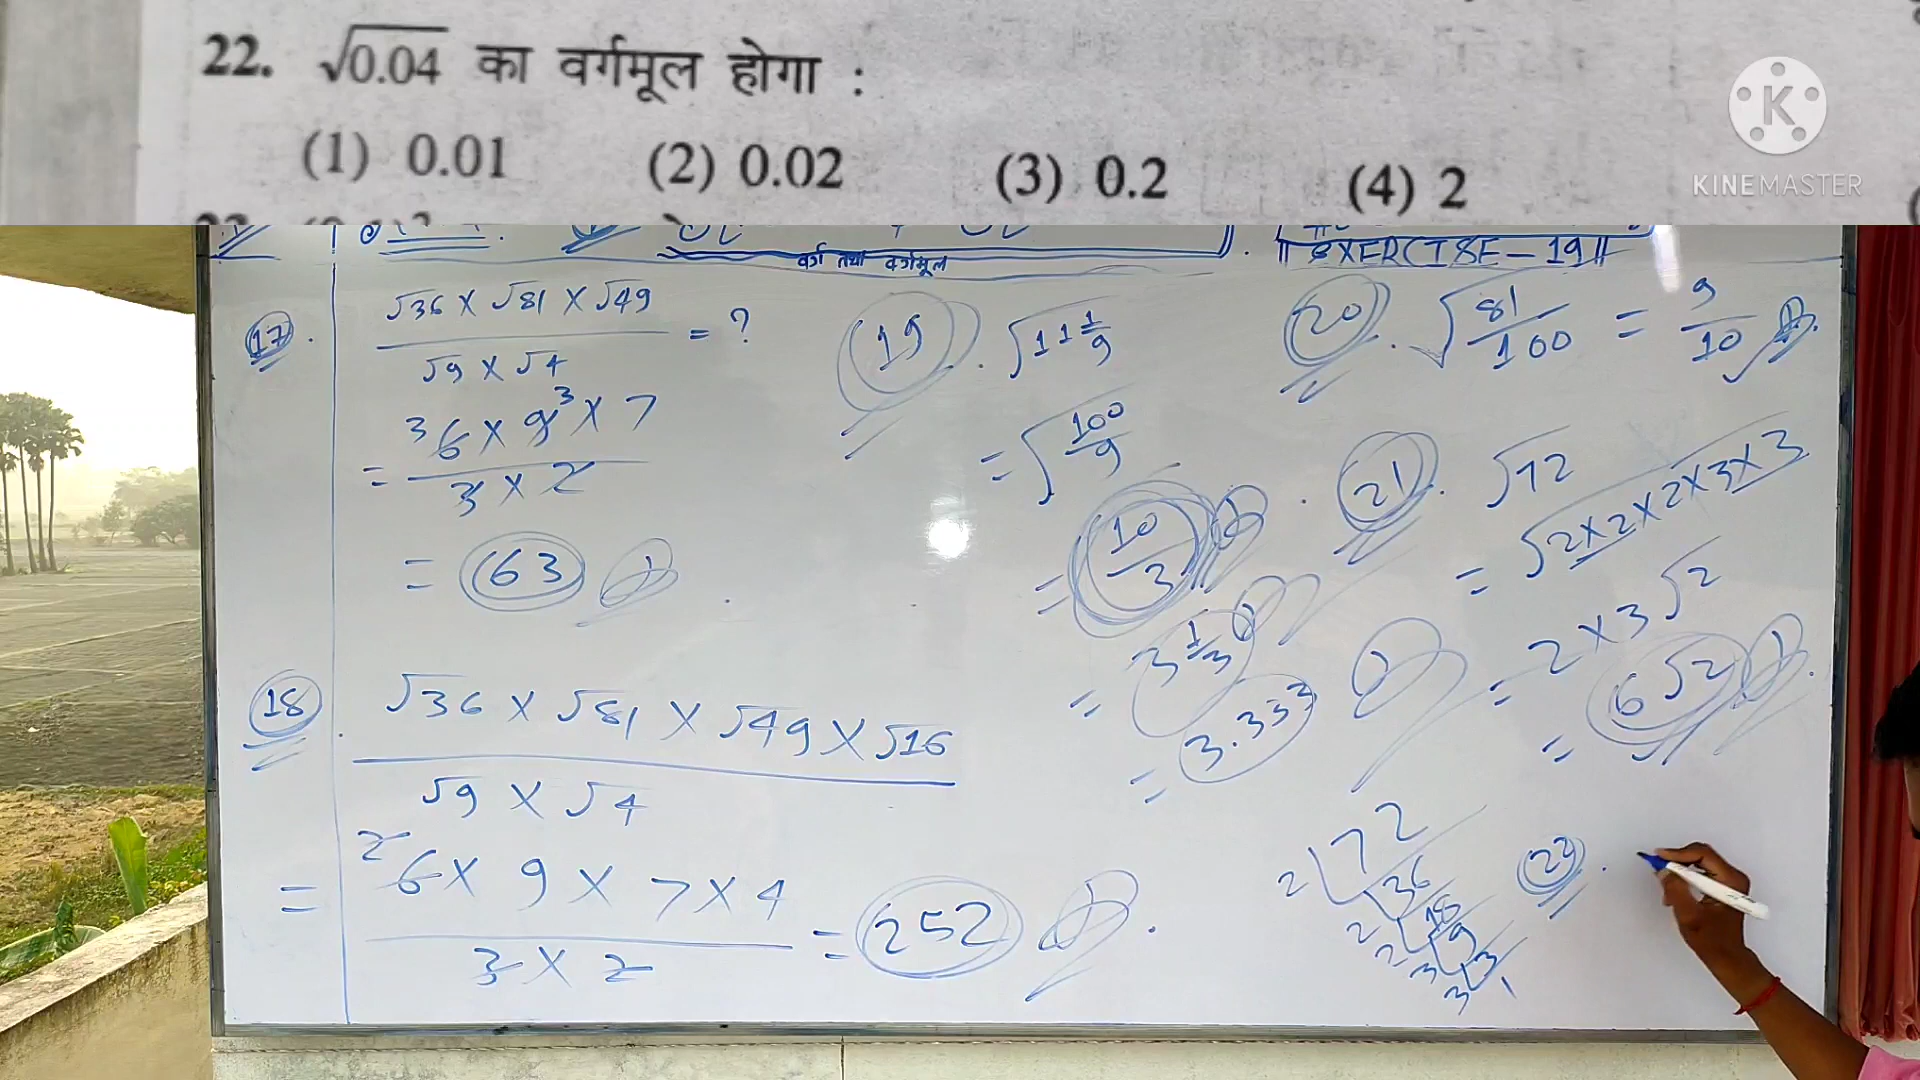 22. √0.04 का वर्गमूल होगा :
(1) 0.01 (2) 0.02 (3) 0.2 (4) 2
KINEMASTER
वर्ग तथा वर्गमूल
EXERCISE - 19
17. √36 × √81 × √49 / √9 × √4 = ?
= 6 × 9 × 7 / 3 × 2
= 63
18. √36 × √81 × √49 × √16 / √9 × √4
= 6 × 9 × 7 × 4 / 3 × 2 = 252
19. √11 1/9
= √100/9
= 10/3
= 3 1/3
= 3.333
20. √81/100 = 9/10
21. √72
= √2×2×2×3×3
= 2×3√2
= 6√2
2 72
2 36
2 18
3 9
3 3
1
22.